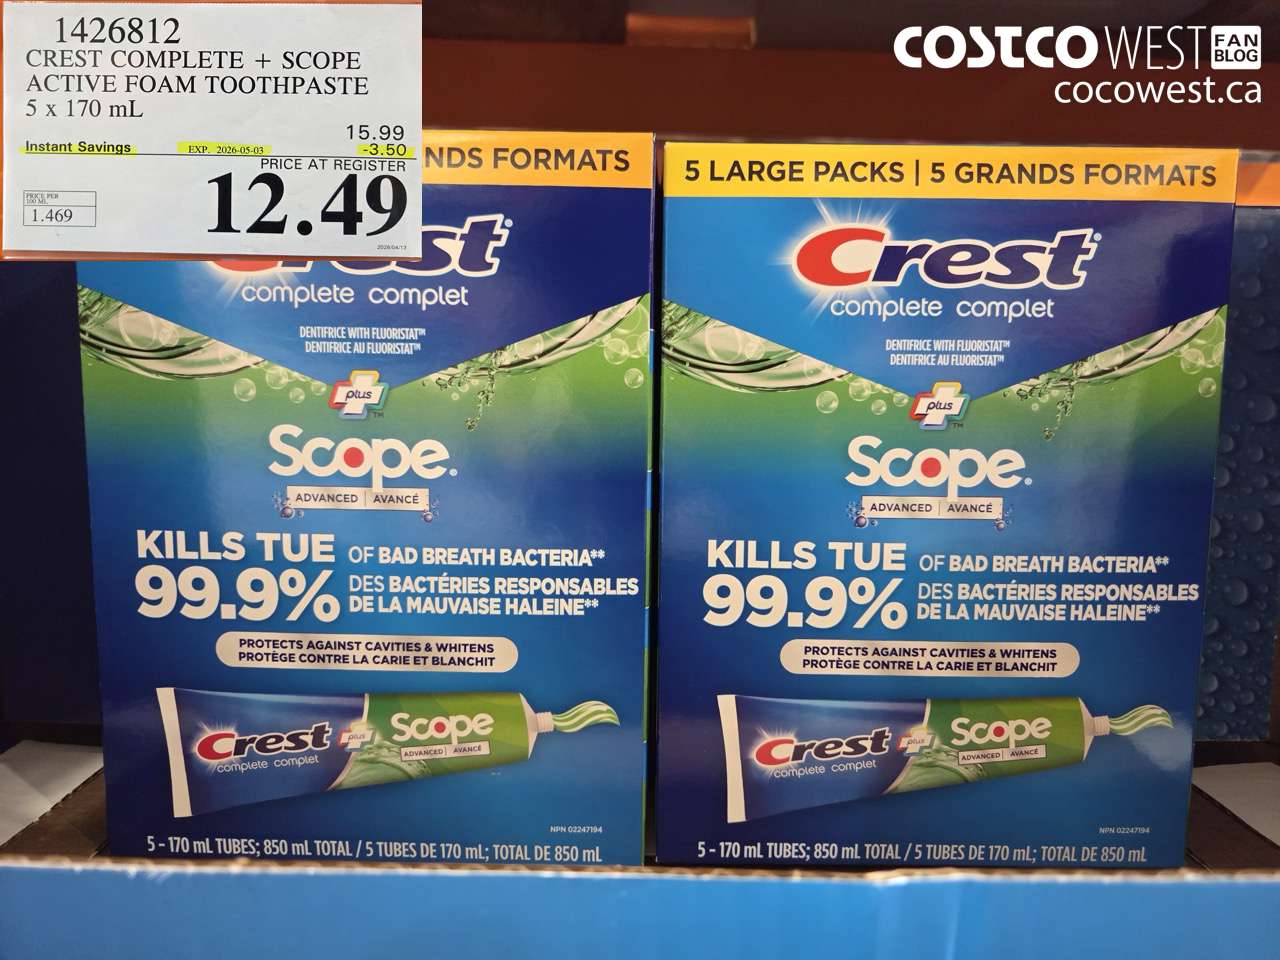 1426812
CREST COMPLETE + SCOPE
ACTIVE FOAM TOOTHPASTE
5 x 170 mL
15.99
Instant Savings EXP. 2026-05-03 -3.50
PRICE AT REGISTER
12.49
PRICE PER
100 ML
1.469
2026/04/13
COSTCO WEST FAN BLOG
cocowest.ca
NDS FORMATS
Crest
complete complet
DENTIFRICE WITH FLUORISTAT™
DENTIFRICE AU FLUORISTAT™
plus™
Scope®
ADVANCED | AVANCÉ
KILLS TUE
99.9%
OF BAD BREATH BACTERIA**
DES BACTÉRIES RESPONSABLES
DE LA MAUVAISE HALEINE**
PROTECTS AGAINST CAVITIES & WHITENS
PROTÈGE CONTRE LA CARIE ET BLANCHIT
Crest plus Scope
complete complet
ADVANCED | AVANCÉ
NPN 02247194
5 - 170 mL TUBES; 850 mL TOTAL / 5 TUBES DE 170 mL; TOTAL DE 850 mL
5 LARGE PACKS | 5 GRANDS FORMATS
Crest®
complete complet
DENTIFRICE WITH FLUORISTAT™
DENTIFRICE AU FLUORISTAT™
plus™
Scope®
ADVANCED | AVANCÉ
KILLS TUE
99.9%
OF BAD BREATH BACTERIA**
DES BACTÉRIES RESPONSABLES
DE LA MAUVAISE HALEINE**
PROTECTS AGAINST CAVITIES & WHITENS
PROTÈGE CONTRE LA CARIE ET BLANCHIT
Crest plus Scope
complete complet
ADVANCED | AVANCÉ
NPN 02247194
5 - 170 mL TUBES; 850 mL TOTAL / 5 TUBES DE 170 mL; TOTAL DE 850 mL